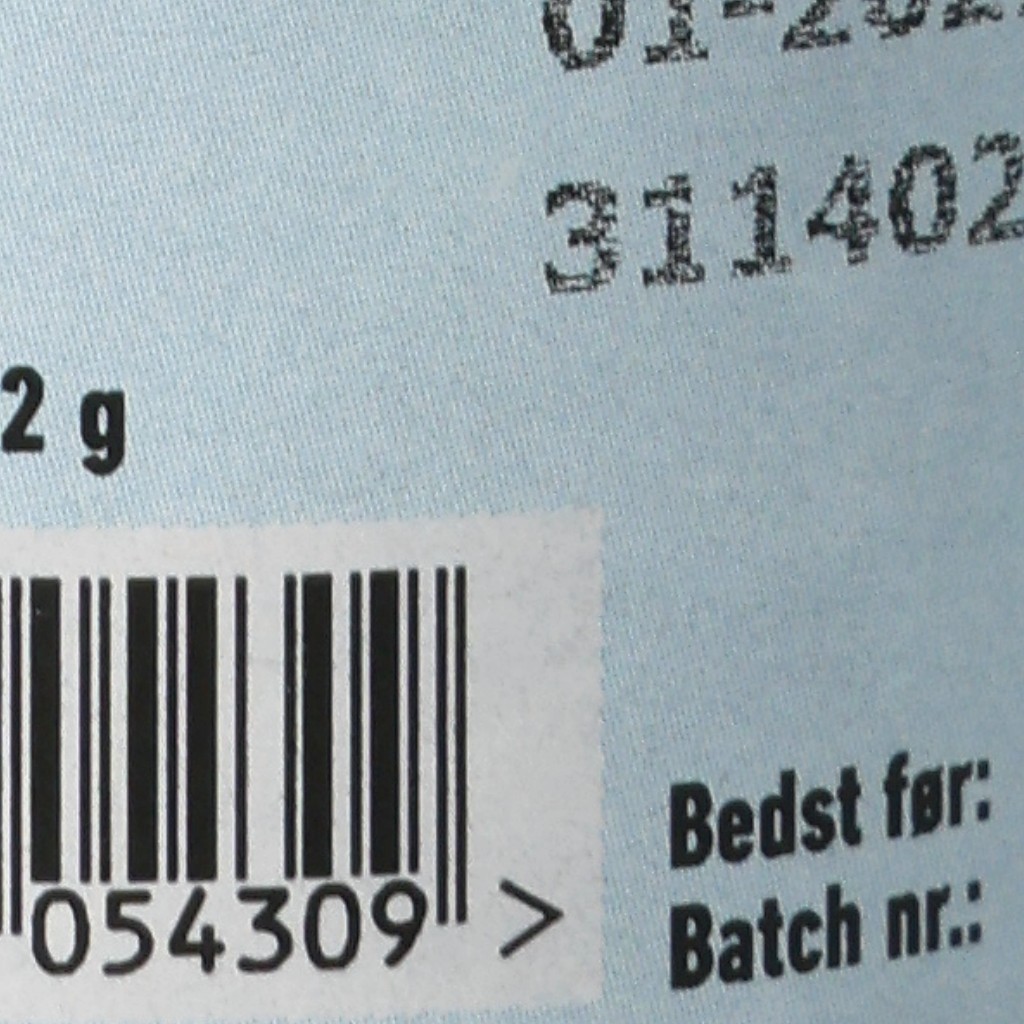 311402
2 g
054309 >
Bedst før:
Batch nr.: